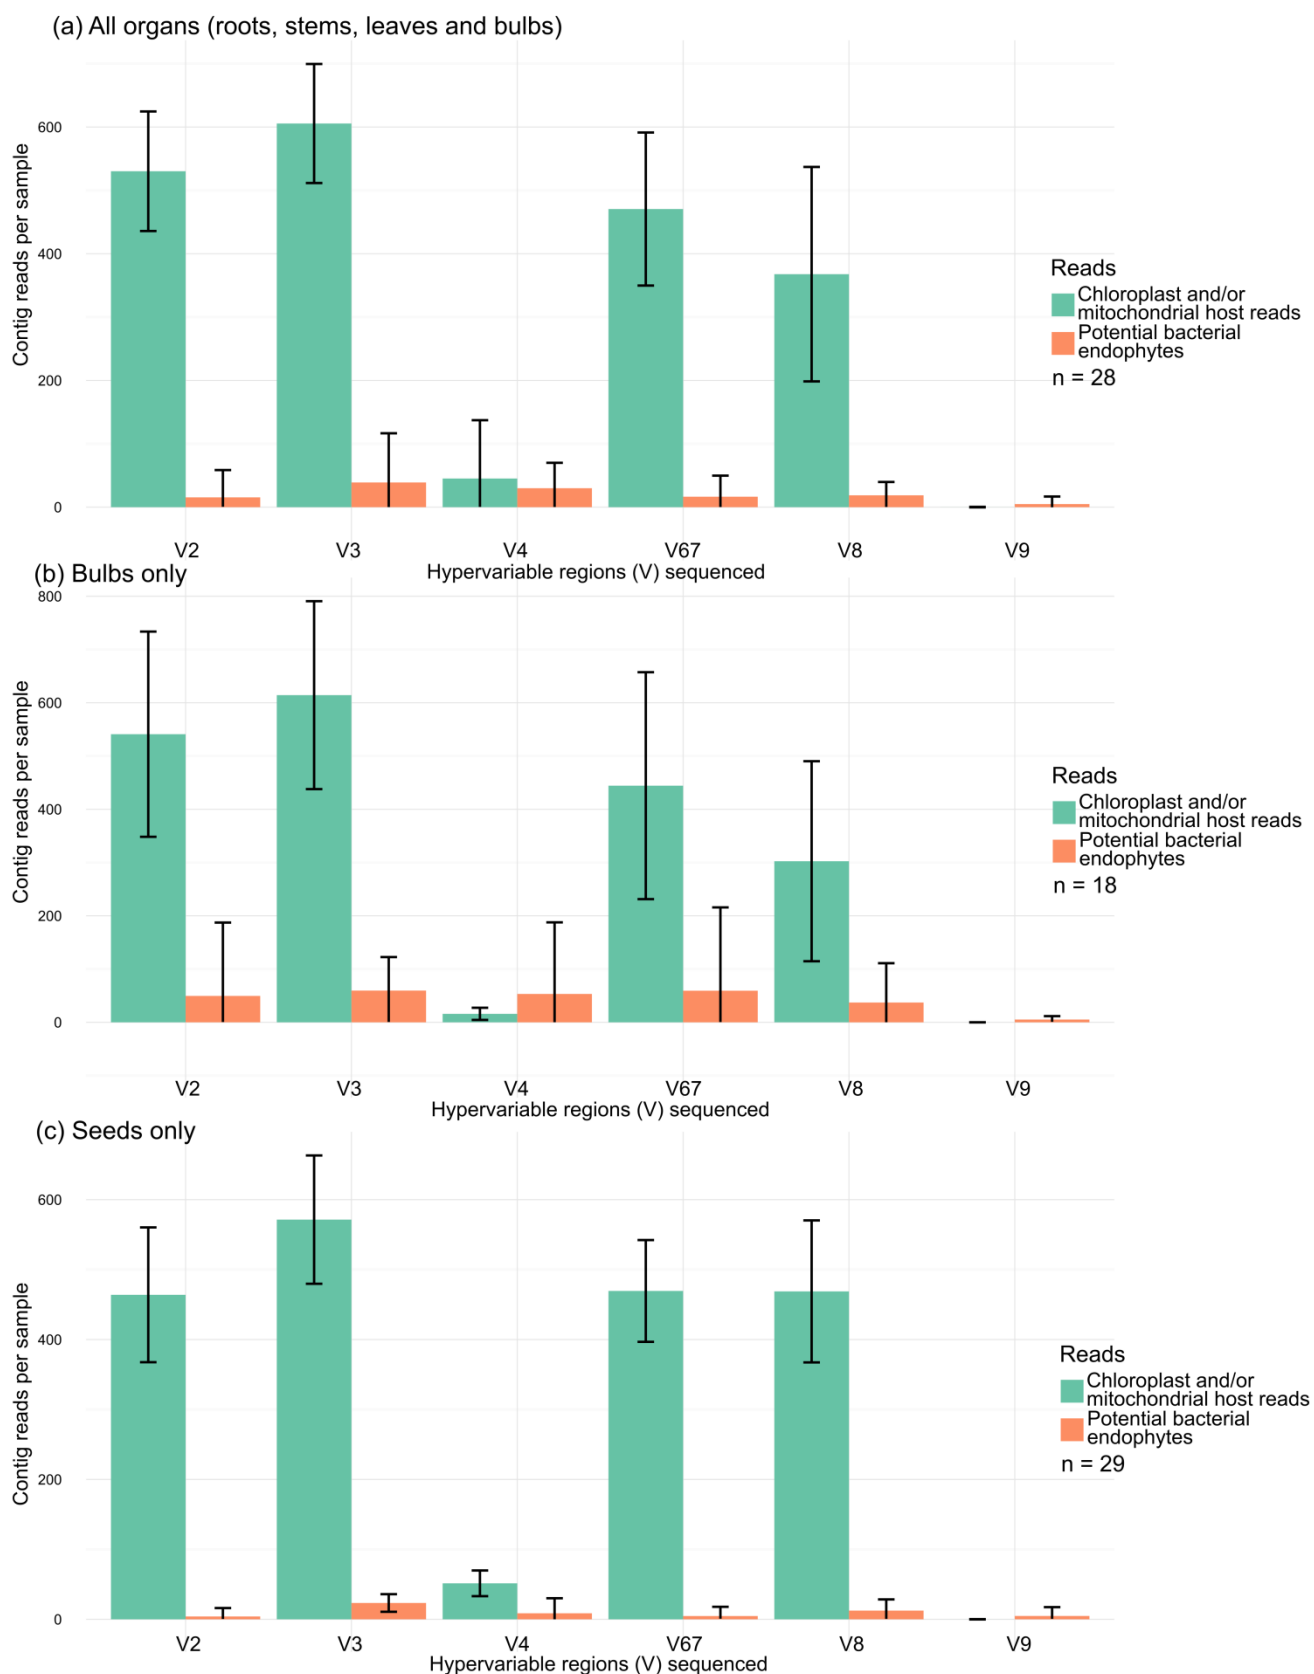 (a) All organs (roots, stems, leaves and bulbs)
Contig reads per sample
600
400
200
0
V2 V3 V4 V67 V8 V9
Hypervariable regions (V) sequenced
Reads
Chloroplast and/or
mitochondrial host reads
Potential bacterial
endophytes
n = 28
(b) Bulbs only
Contig reads per sample
800
600
400
200
0
V2 V3 V4 V67 V8 V9
Hypervariable regions (V) sequenced
Reads
Chloroplast and/or
mitochondrial host reads
Potential bacterial
endophytes
n = 18
(c) Seeds only
Contig reads per sample
600
400
200
0
V2 V3 V4 V67 V8 V9
Hypervariable regions (V) sequenced
Reads
Chloroplast and/or
mitochondrial host reads
Potential bacterial
endophytes
n = 29